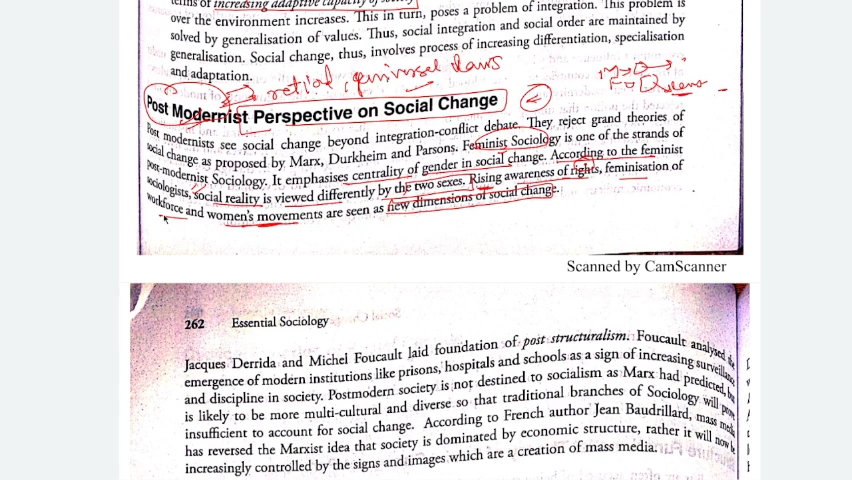 terms of increasing adaptive capacity of society
over the environment increases. This in turn, poses a problem of integration. This problem is
solved by generalisation of values. Thus, social integration and social order are maintained by
generalisation. Social change, thus, involves process of increasing differentiation, specialisation
and adaptation.
laws
Post Modernist Perspective on Social Change
Post modernists see social change beyond integration-conflict debate. They reject grand theories of
social change as proposed by Marx, Durkheim and Parsons. Feminist Sociology is one of the strands of
post-modernist Sociology. It emphasises centrality of gender in social change. According to the feminist
sociologists, social reality is viewed differently by the two sexes. Rising awareness of rights, feminisation of
workforce and women's movements are seen as new dimensions of social change.
Scanned by CamScanner
262 Essential Sociology
Jacques Derrida and Michel Foucault laid foundation of post structuralism. Foucault analysed the
emergence of modern institutions like prisons, hospitals and schools as a sign of increasing surveillance
and discipline in society. Postmodern society is not destined to socialism as Marx had predicted, but
is likely to be more multi-cultural and diverse so that traditional branches of Sociology will prove
insufficient to account for social change. According to French author Jean Baudrillard, mass media
has reversed the Marxist idea that society is dominated by economic structure, rather it will now be
increasingly controlled by the signs and images which are a creation of mass media.